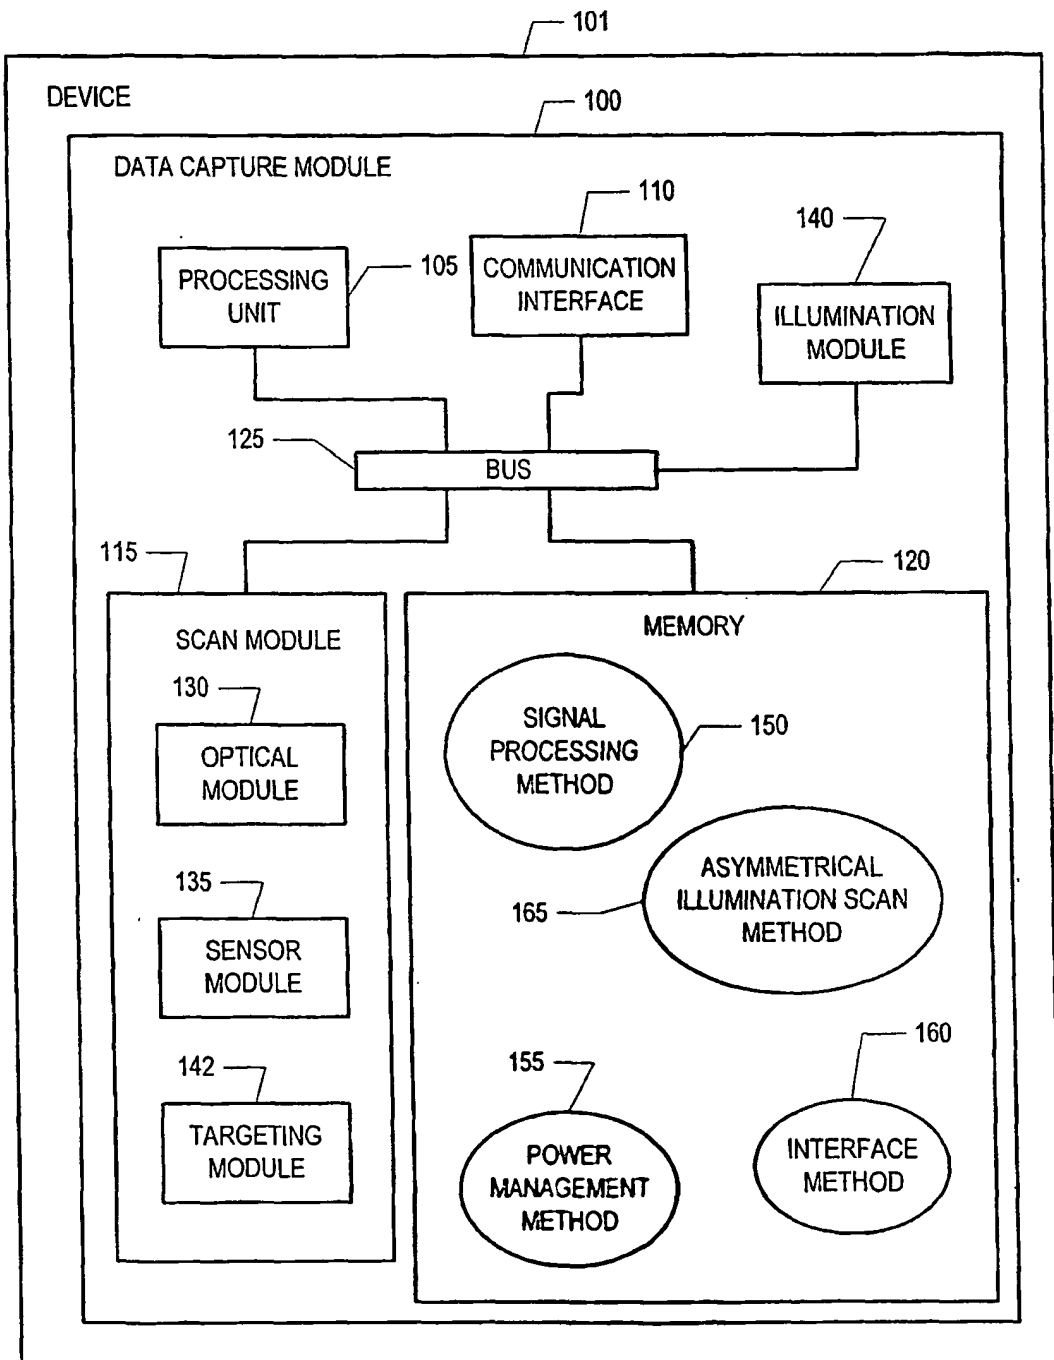 101
DEVICE
100
DATA CAPTURE MODULE
110
140
PROCESSING
UNIT
105
COMMUNICATION
INTERFACE
ILLUMINATION
MODULE
125
BUS
115
120
SCAN MODULE
MEMORY
130
OPTICAL
MODULE
SIGNAL
PROCESSING
METHOD
150
135
SENSOR
MODULE
165
ASYMMETRICAL
ILLUMINATION SCAN
METHOD
142
TARGETING
MODULE
155
160
POWER
MANAGEMENT
METHOD
INTERFACE
METHOD